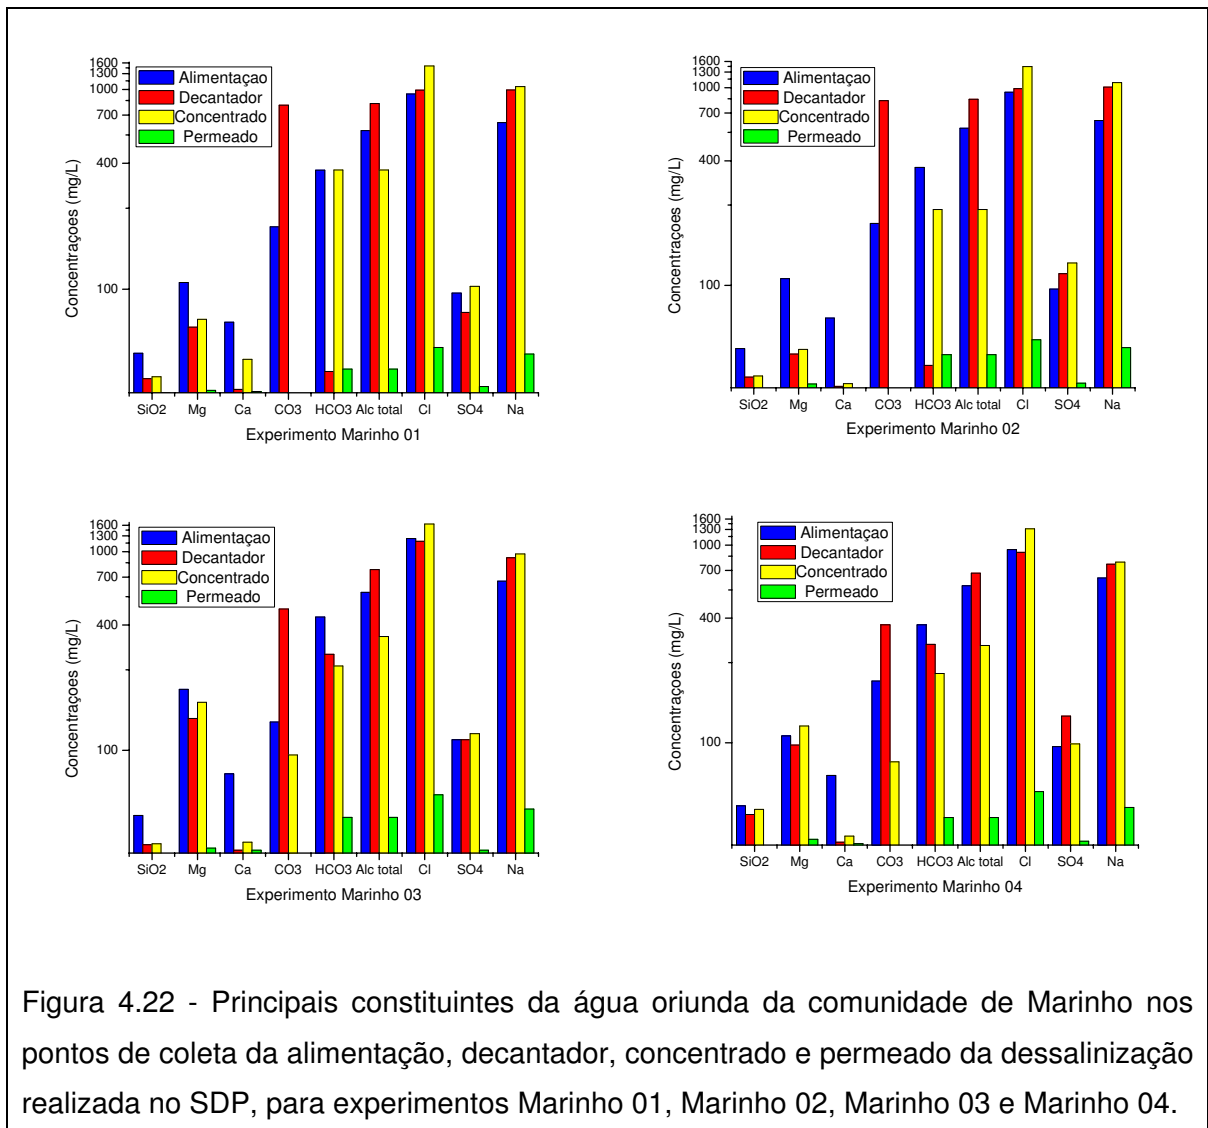 1600
1300
1000
700
400
100
Concentraçoes (mg/L)
Alimentaçao
Decantador
Concentrado
Permeado
SiO2 Mg Ca CO3 HCO3 Alc total Cl SO4 Na
Experimento Marinho 01
1600
1300
1000
700
400
100
Concentraçoes (mg/L)
Alimentaçao
Decantador
Concentrado
Permeado
SiO2 Mg Ca CO3 HCO3 Alc total Cl SO4 Na
Experimento Marinho 02
1600
1300
1000
700
400
100
Concentraçoes (mg/L)
Alimentaçao
Decantador
Concentrado
Permeado
SiO2 Mg Ca CO3 HCO3 Alc total Cl SO4 Na
Experimento Marinho 03
1600
1300
1000
700
400
100
Concentraçoes (mg/L)
Alimentaçao
Decantador
Concentrado
Permeado
SiO2 Mg Ca CO3 HCO3 Alc total Cl SO4 Na
Experimento Marinho 04
Figura 4.22 - Principais constituintes da água oriunda da comunidade de Marinho nos
pontos de coleta da alimentação, decantador, concentrado e permeado da dessalinização
realizada no SDP, para experimentos Marinho 01, Marinho 02, Marinho 03 e Marinho 04.